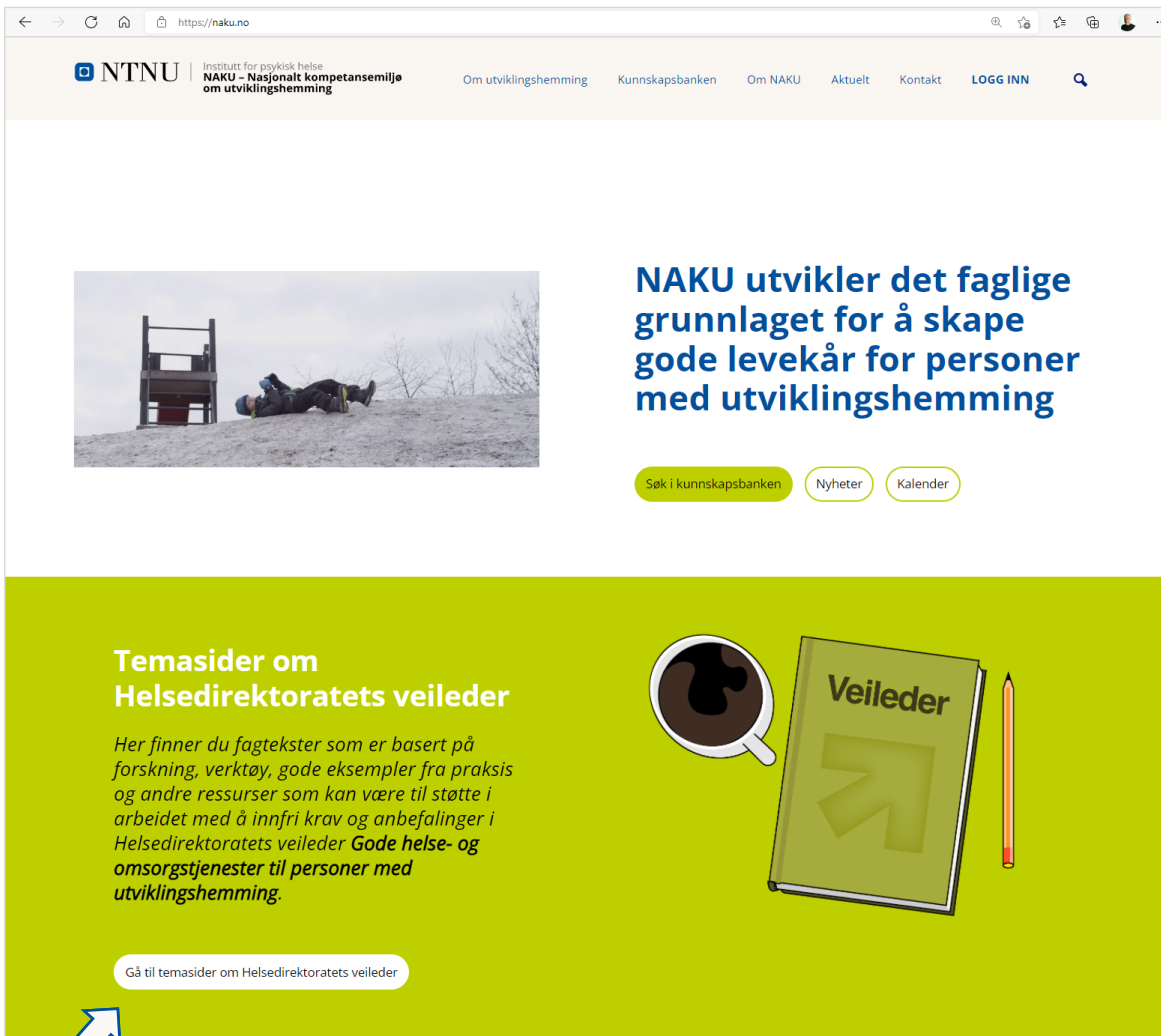 https://naku.no
NTNU
Institutt for psykisk helse
NAKU – Nasjonalt kompetansemiljø
om utviklingshemming
Om utviklingshemming
Kunnskapsbanken
Om NAKU
Aktuelt
Kontakt
LOGG INN
NAKU utvikler det faglige
grunnlaget for å skape
gode levekår for personer
med utviklingshemming
Søk i kunnskapsbanken
Nyheter
Kalender
Temasider om
Helsedirektoratets veileder
Her finner du fagtekster som er basert på
forskning, verktøy, gode eksempler fra praksis
og andre ressurser som kan være til støtte i
arbeidet med å innfri krav og anbefalinger i
Helsedirektoratets veileder Gode helse- og
omsorgstjenester til personer med
utviklingshemming.
Veileder
Gå til temasider om Helsedirektoratets veileder